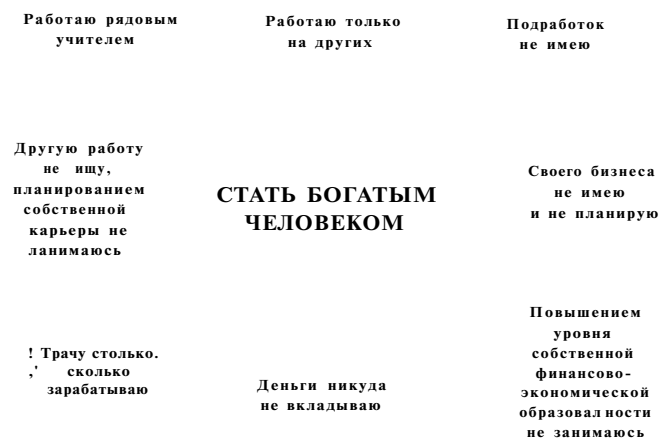 Работаю рядовым
учителем
Работаю только
на других
Подработок
не имею
Другую работу
не ищу,
планированием
собственной
карьеры не
ланимаюсь
СТАТЬ БОГАТЫМ
ЧЕЛОВЕКОМ
Своего бизнеса
не имею
и не планирую
! Трачу столько.
,' сколько
зарабатываю
Деньги никуда
не вкладываю
Повышением
уровня
собственной
финансово-
экономической
образовал ности
не занимаюсь